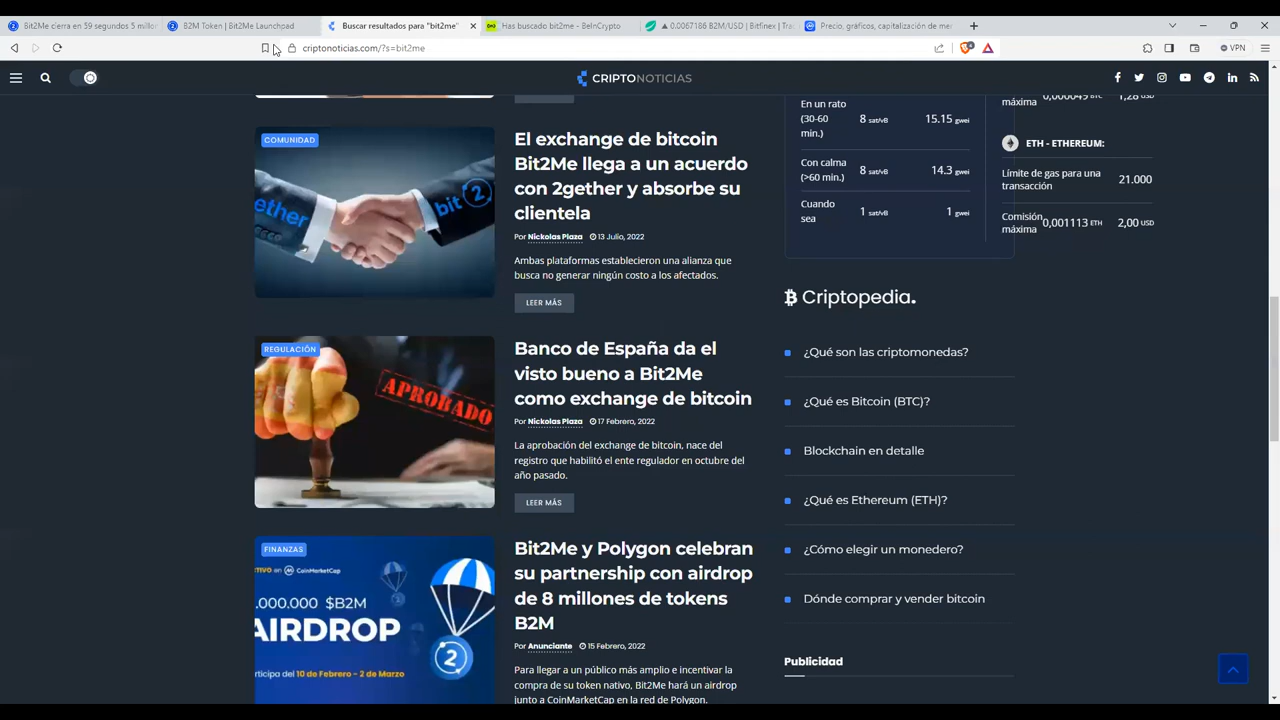 Bit2Me cierra en 59 segundos 5 millor
B2M Token | Bit2Me Launchpad
Buscar resultados para "bit2me"
Has buscado bit2me - BeInCrypto
▲ 0.0067186 B2M/USD | Bitfinex | Tra
Precio, gráficos, capitalización de mer
criptonoticias.com/?s=bit2me
VPN
CRIPTONOTICIAS
COMUNIDAD
ether
bit 2
El exchange de bitcoin
Bit2Me llega a un acuerdo
con 2gether y absorbe su
clientela
Por Nickolas Plaza 13 Julio, 2022
Ambas plataformas establecieron una alianza que
busca no generar ningún costo a los afectados.
LEER MÁS
REGULACIÓN
APROBADO
Banco de España da el
visto bueno a Bit2Me
como exchange de bitcoin
Por Nickolas Plaza 17 Febrero, 2022
La aprobación del exchange de bitcoin, nace del
registro que habilitó el ente regulador en octubre del
año pasado.
LEER MÁS
FINANZAS
CoinMarketCap
.000.000 $B2M
AIRDROP
2
Participa del 10 de Febrero - 2 de Marzo
Bit2Me y Polygon celebran
su partnership con airdrop
de 8 millones de tokens
B2M
Por Anunciante 15 Febrero, 2022
Para llegar a un público más amplio e incentivar la
compra de su token nativo, Bit2Me hará un airdrop
junto a CoinMarketCap en la red de Polygon.
En un rato
(30-60
min.)
8 sat/vB 15.15 gwei
Con calma
(>60 min.)
8 sat/vB 14.3 gwei
Cuando
sea
1 sat/vB 1 gwei
máxima 0,000049 BTC 1,28 USD
ETH - ETHEREUM:
Límite de gas para una
transacción
21.000
Comisión
máxima
0,001113 ETH 2,00 USD
Criptopedia.
¿Qué son las criptomonedas?
¿Qué es Bitcoin (BTC)?
Blockchain en detalle
¿Qué es Ethereum (ETH)?
¿Cómo elegir un monedero?
Dónde comprar y vender bitcoin
Publicidad